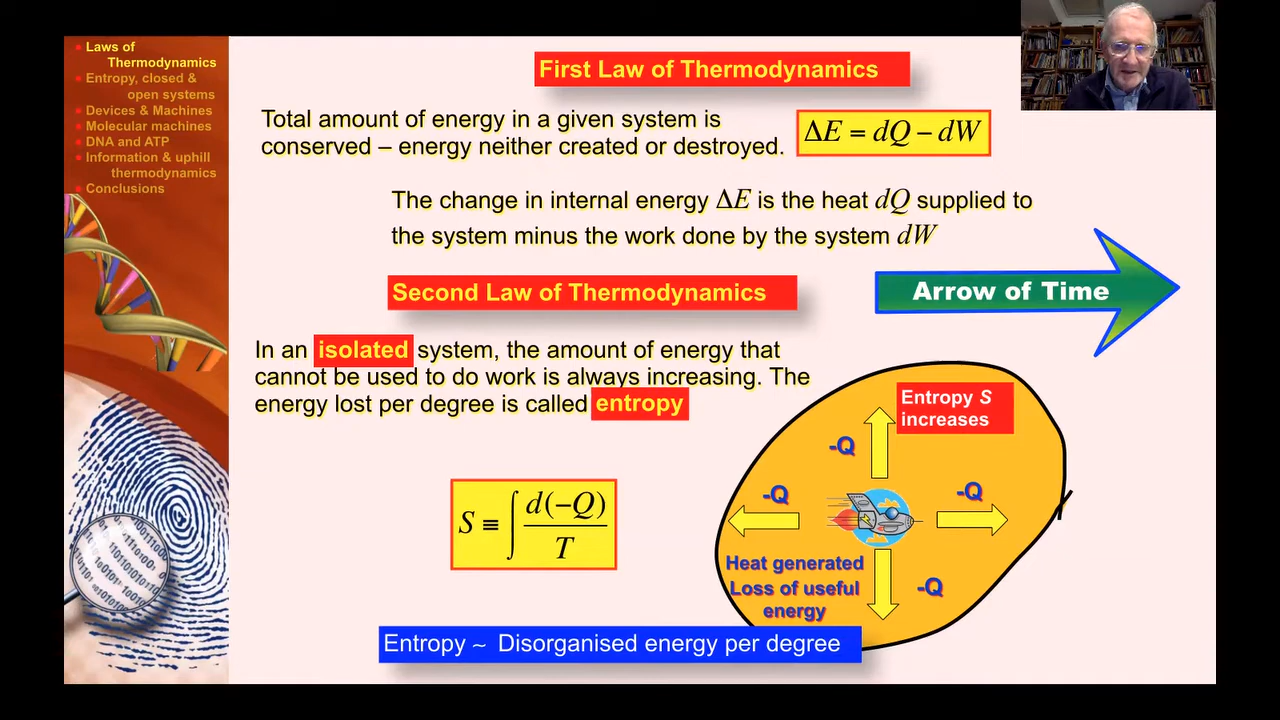 Laws of
Thermodynamics
Entropy, closed &
open systems
Devices & Machines
Molecular machines
DNA and ATP
Information & uphill
thermodynamics
Conclusions
First Law of Thermodynamics
Total amount of energy in a given system is
conserved – energy neither created or destroyed.
ΔE = dQ − dW
The change in internal energy ΔE is the heat dQ supplied to
the system minus the work done by the system dW
Second Law of Thermodynamics
Arrow of Time
In an isolated system, the amount of energy that
cannot be used to do work is always increasing. The
energy lost per degree is called entropy
S ≡ ∫ d(−Q) / T
Entropy S
increases
-Q
-Q
-Q
-Q
Heat generated
Loss of useful
energy
Entropy ~ Disorganised energy per degree